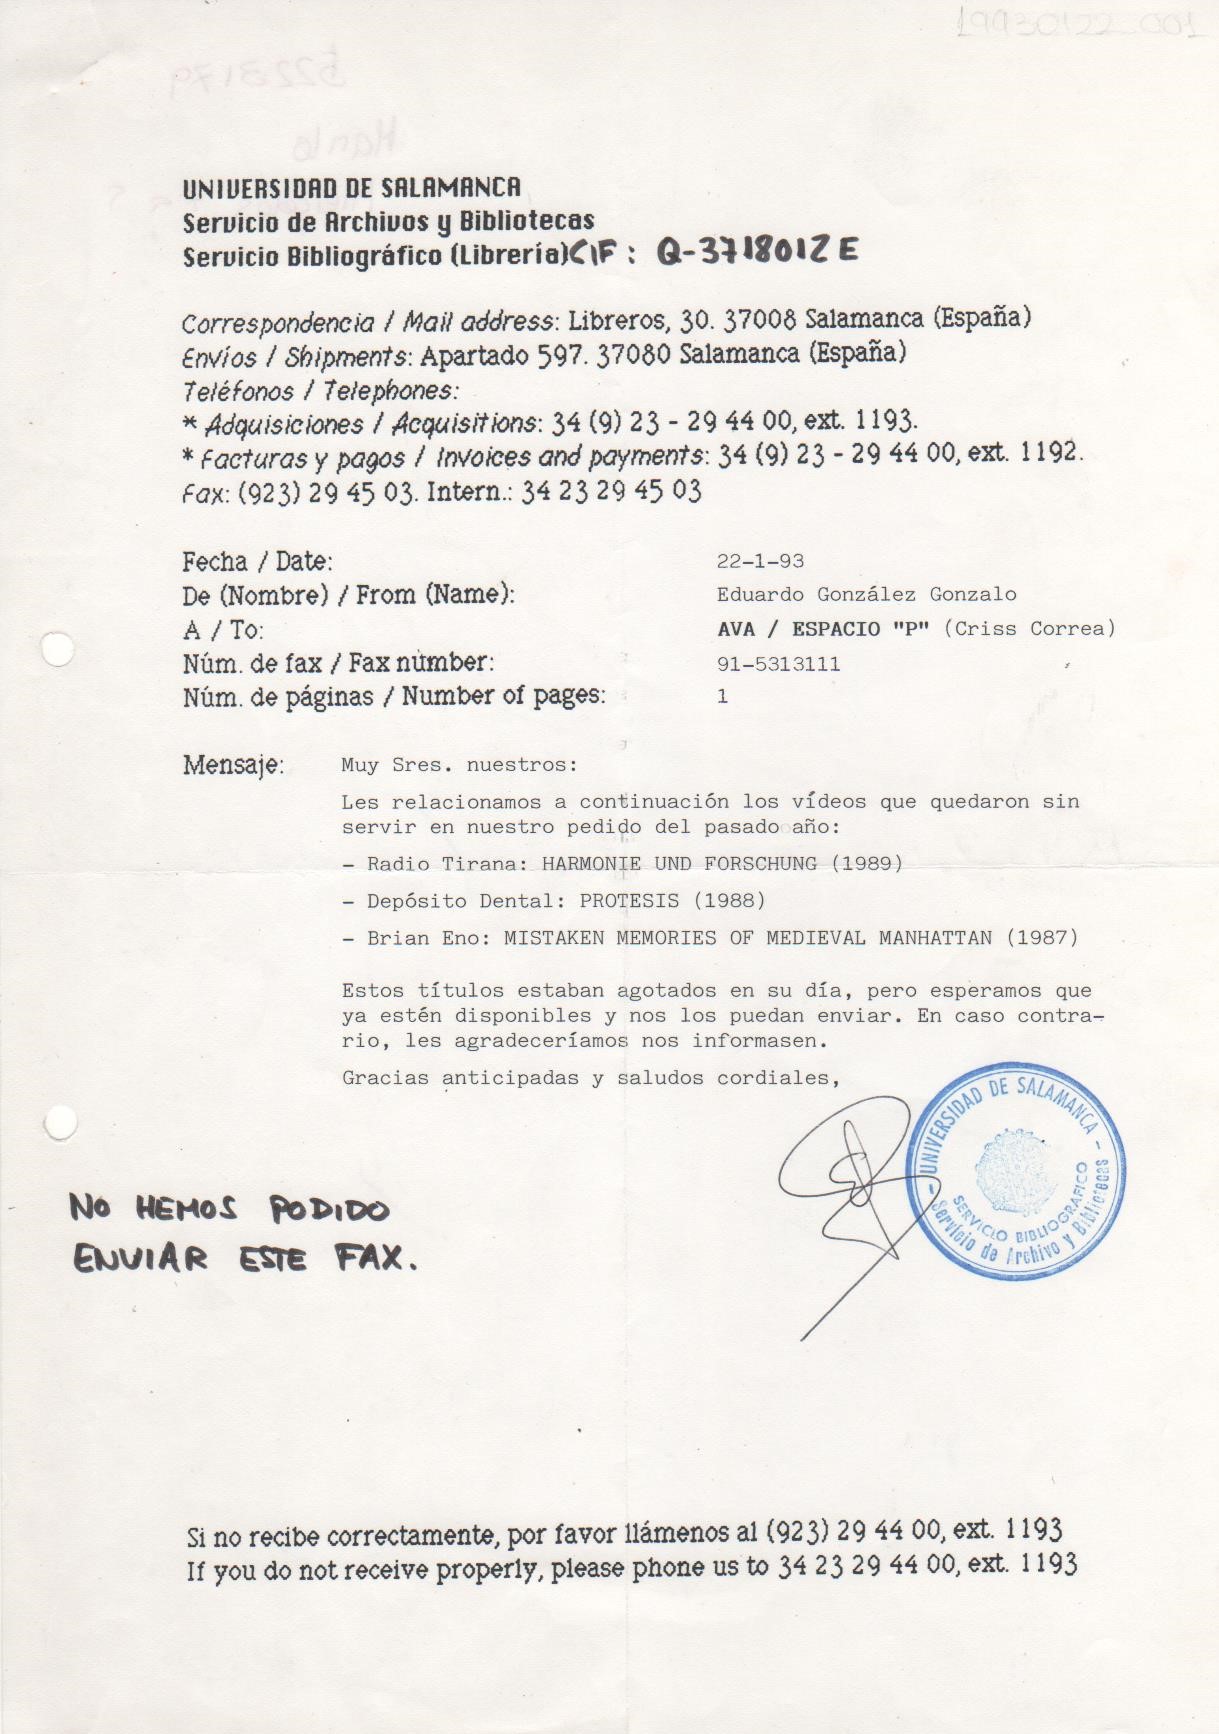 19930122_001
UNIVERSIDAD DE SALAMANCA
Servicio de Archivos y Bibliotecas
Servicio Bibliográfico (Librería) CIF : Q-3718012E
Correspondencia / Mail address: Libreros, 30. 37008 Salamanca (España)
Envíos / Shipments: Apartado 597. 37080 Salamanca (España)
Teléfonos / Telephones:
* Adquisiciones / Acquisitions: 34 (9) 23 - 29 44 00, ext. 1193.
* Facturas y pagos / Invoices and payments: 34 (9) 23 - 29 44 00, ext. 1192.
Fax: (923) 29 45 03. Intern.: 34 23 29 45 03
Fecha / Date: 22-1-93
De (Nombre) / From (Name): Eduardo González Gonzalo
A / To: AVA / ESPACIO "P" (Criss Correa)
Núm. de fax / Fax number: 91-5313111
Núm. de páginas / Number of pages: 1
Mensaje: Muy Sres. nuestros:
Les relacionamos a continuación los vídeos que quedaron sin
servir en nuestro pedido del pasado año:
- Radio Tirana: HARMONIE UND FORSCHUNG (1989)
- Depósito Dental: PROTESIS (1988)
- Brian Eno: MISTAKEN MEMORIES OF MEDIEVAL MANHATTAN (1987)
Estos títulos estaban agotados en su día, pero esperamos que
ya estén disponibles y nos los puedan enviar. En caso contra-
rio, les agradeceríamos nos informasen.
Gracias anticipadas y saludos cordiales,
- UNIVERSIDAD DE SALAMANCA -
SERVICIO BIBLIOGRAFICO
Servicio de Archivo y Bibliotecas
NO HEMOS PODIDO
ENVIAR ESTE FAX.
Si no recibe correctamente, por favor llámenos al (923) 29 44 00, ext. 1193
If you do not receive properly, please phone us to 34 23 29 44 00, ext. 1193